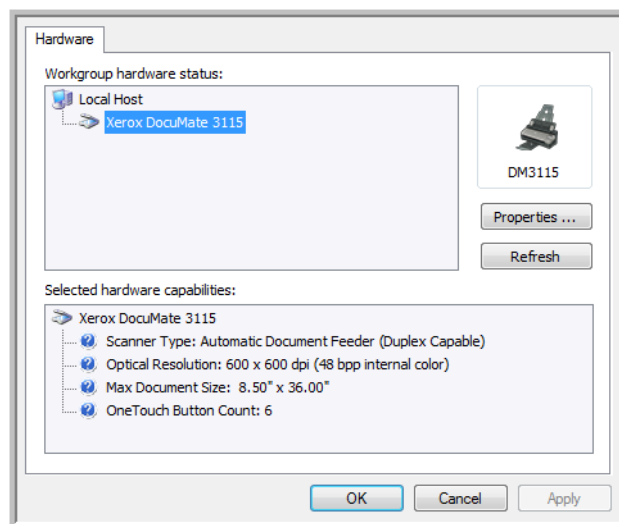 Hardware
Workgroup hardware status:
Local Host
Xerox DocuMate 3115
DM3115
Properties ...
Refresh
Selected hardware capabilities:
Xerox DocuMate 3115
Scanner Type: Automatic Document Feeder (Duplex Capable)
Optical Resolution: 600 x 600 dpi (48 bpp internal color)
Max Document Size:  8.50" x 36.00"
OneTouch Button Count: 6
OK Cancel Apply